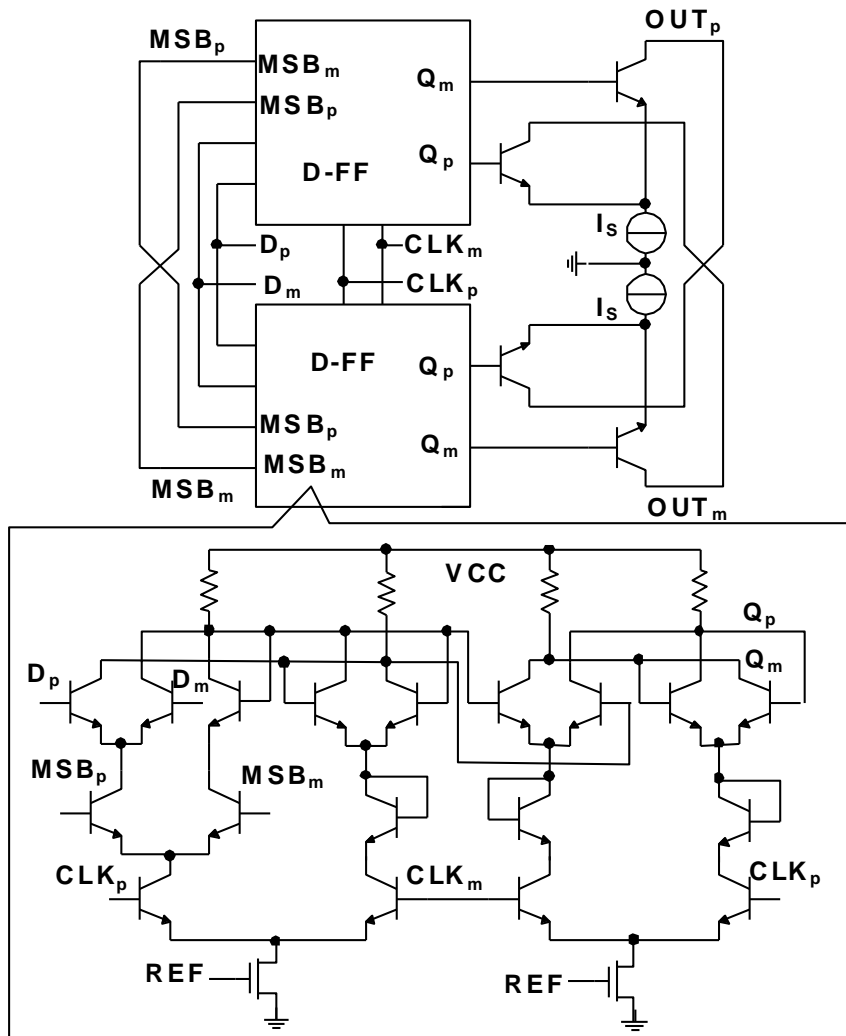 OUTp
MSBp
MSBm
Qm
MSBp
Qp
D-FF
IS
Dp
CLKm
Dm
CLKp
IS
D-FF
Qp
MSBp
Qm
MSBm
MSBm
OUTm
VCC
Qp
Dp
Dm
Qm
MSBp
MSBm
CLKp
CLKm
CLKp
REF
REF